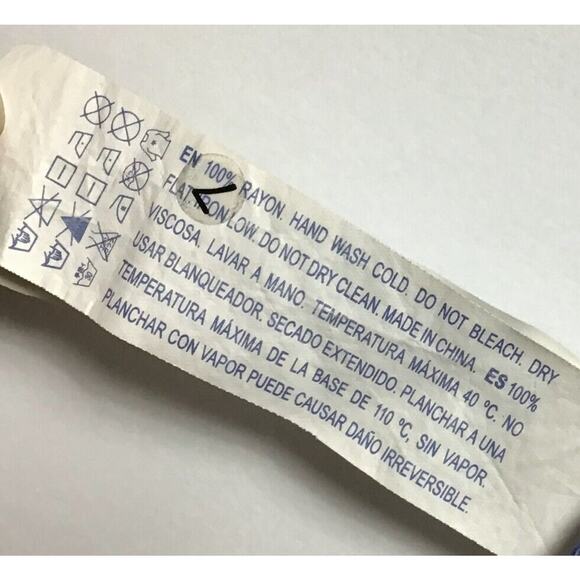 EN 100% RAYON. HAND WASH COLD. DO NOT BLEACH. DRY
FLAT. IRON LOW. DO NOT DRY CLEAN. MADE IN CHINA. ES 100%
VISCOSA. LAVAR A MANO. TEMPERATURA MÁXIMA 40 ºC. NO
USAR BLANQUEADOR. SECADO EXTENDIDO. PLANCHAR A UNA
TEMPERATURA MÁXIMA DE LA BASE DE 110 ºC, SIN VAPOR.
PLANCHAR CON VAPOR PUEDE CAUSAR DAÑO IRREVERSIBLE.